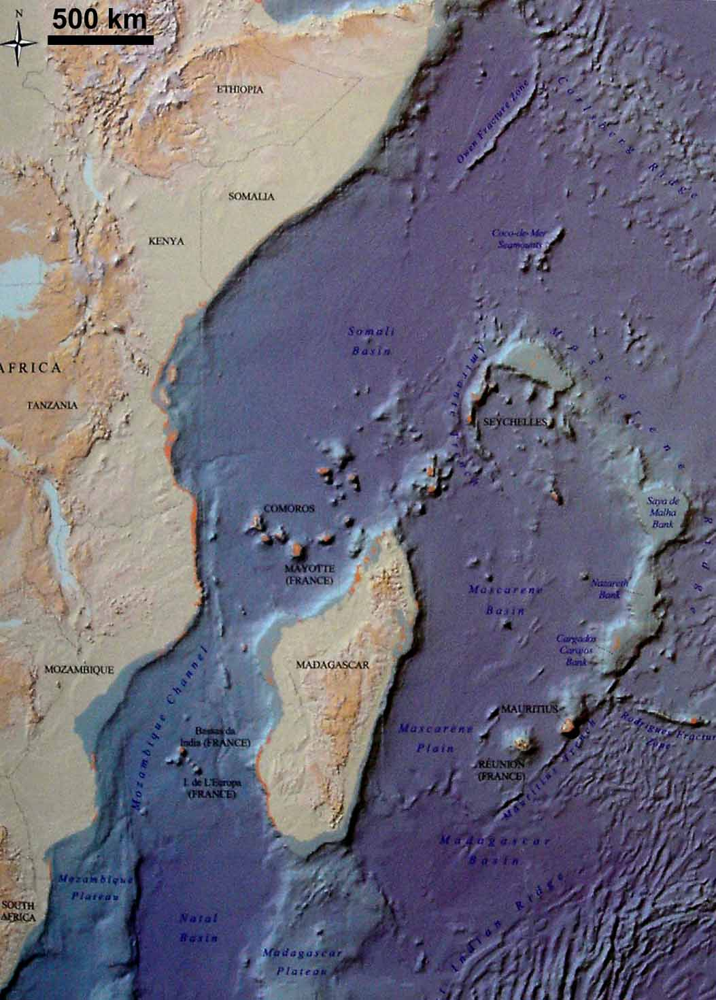 N
500 km
ETHIOPIA
Owen Fracture Zone
Carlsberg Ridge
SOMALIA
KENYA
Coco-de-Mer
Seamounts
Somali
Basin
Amirante Trench
Mascarene Ridge
AFRICA
TANZANIA
SEYCHELLES
COMOROS
Saya de
Malha
Bank
MAYOTTE
(FRANCE)
Mascarene
Basin
Nazareth
Bank
Cargados
Carajos
Bank
MOZAMBIQUE
MADAGASCAR
Mozambique Channel
MAURITIUS
Rodrigues Fractur
Zone
Bassas da
India (FRANCE)
Mascarene
Plain
RÉUNION
(FRANCE)
Mauritius Trench
I. de L'Europa
(FRANCE)
Madagascar
Basin
Mozambique
Plateau
Indian Ridge
SOUTH
AFRICA
Natal
Basin
Madagascar
Plateau